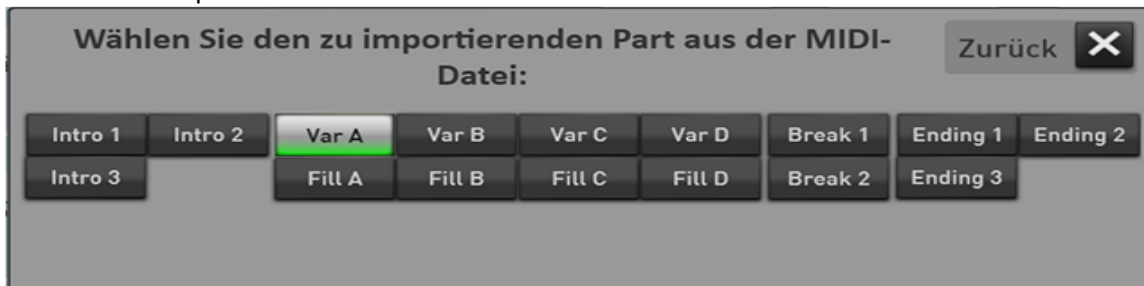 Wählen Sie den zu importierenden Part aus der MIDI-
Datei:
Zurück
Intro 1 Intro 2 Var A Var B Var C Var D Break 1 Ending 1 Ending 2
Intro 3 Fill A Fill B Fill C Fill D Break 2 Ending 3